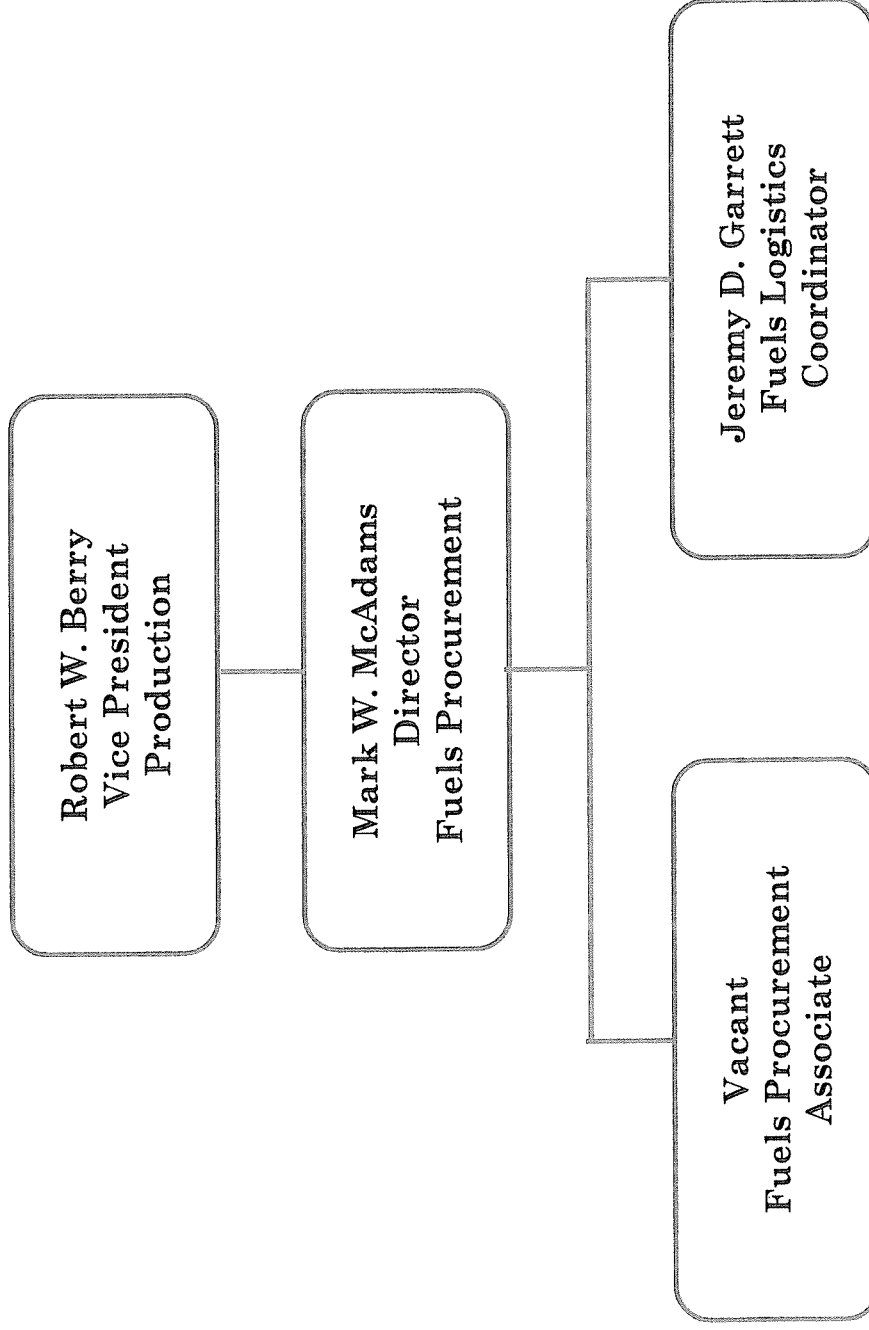 Robert W. Berry
Vice President
Production
Mark W. McAdams
Director
Fuels Procurement
Vacant
Fuels Procurement
Associate
Jeremy D. Garrett
Fuels Logistics
Coordinator